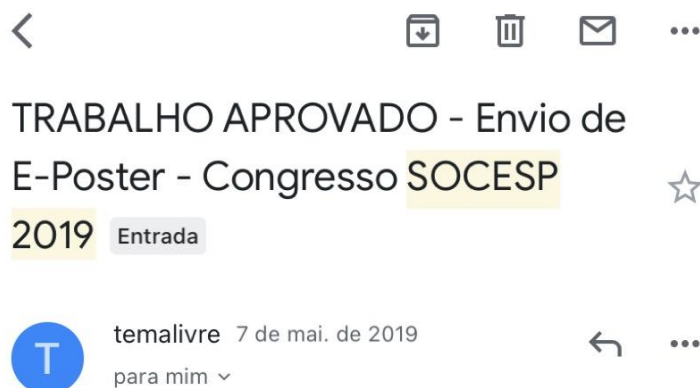 TRABALHO APROVADO - Envio de
E-Poster - Congresso SOCESP
2019 Entrada
T
temalivre 7 de mai. de 2019
para mim